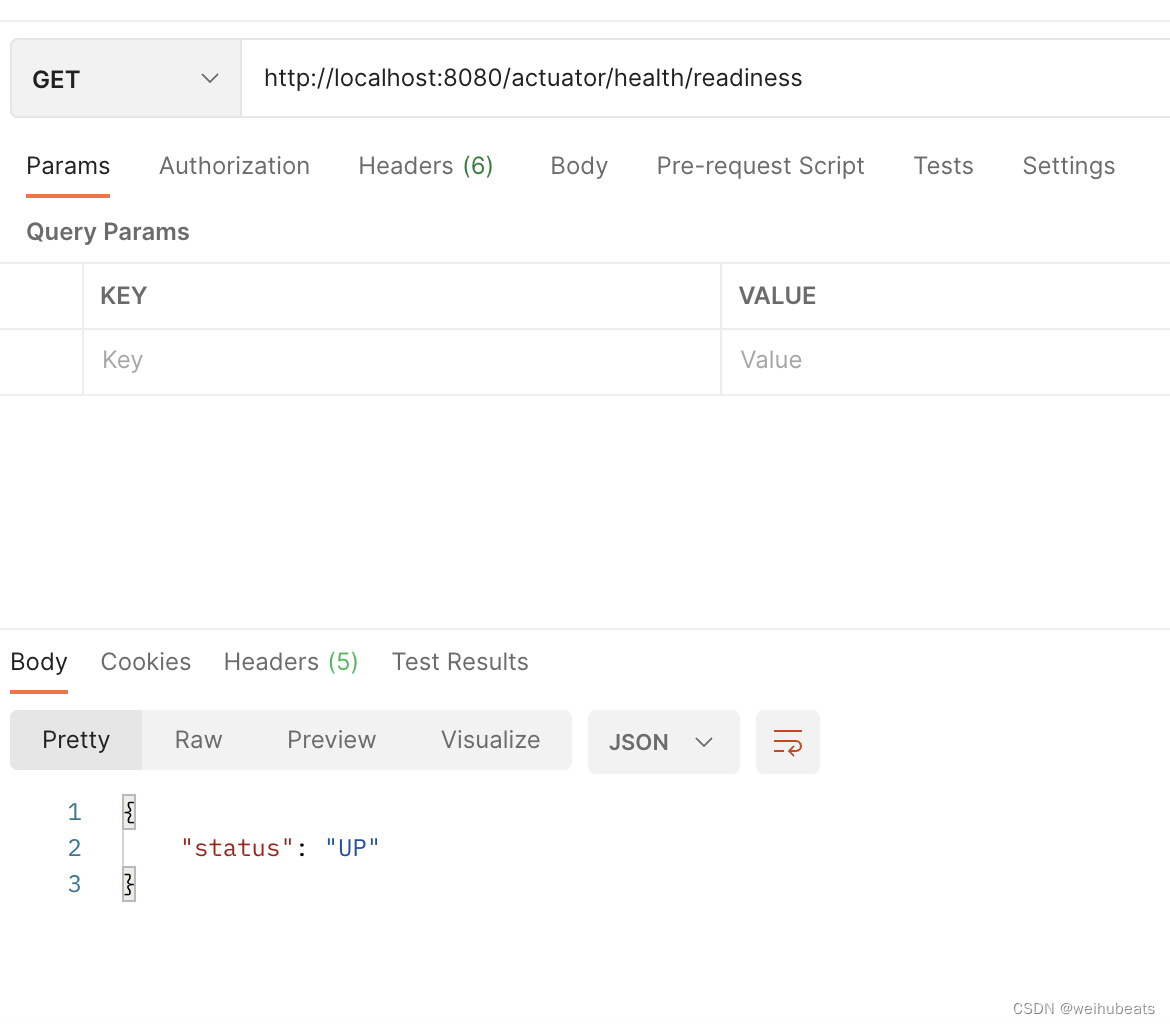 GET http://localhost:8080/actuator/health/readiness
Params Authorization Headers (6) Body Pre-request Script Tests Settings
Query Params
KEY VALUE
Key Value
Body Cookies Headers (5) Test Results
Pretty Raw Preview Visualize JSON
1 {
2 "status": "UP"
3 }
CSDN @weihubeats